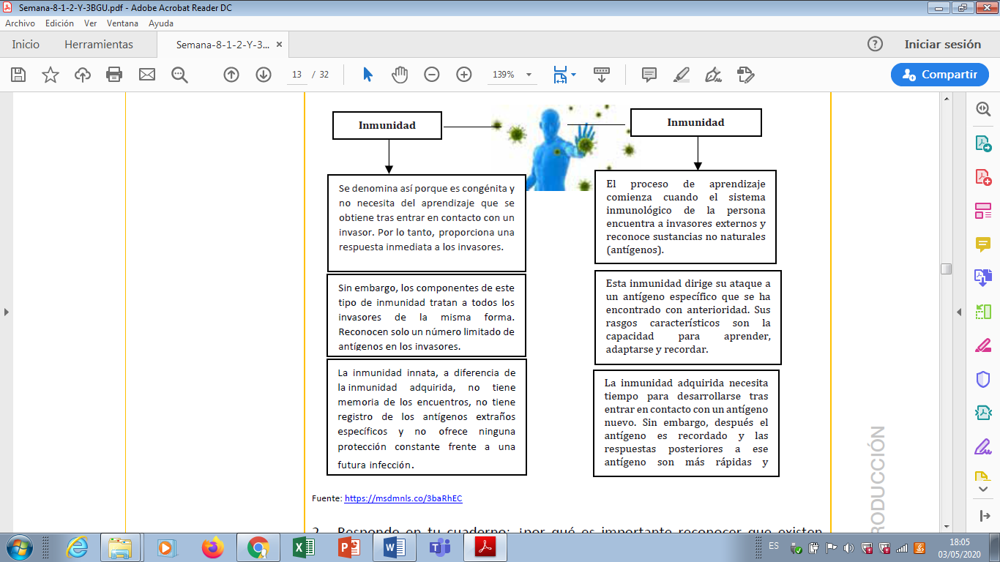 Semana-8-1-2-Y-3BGU.pdf - Adobe Acrobat Reader DC
Archivo Edición Ver Ventana Ayuda
Inicio Herramientas Semana-8-1-2-Y-3... Iniciar sesión
13 / 32 139% Compartir
Inmunidad
Se denomina así porque es congénita y
no necesita del aprendizaje que se
obtiene tras entrar en contacto con un
invasor. Por lo tanto, proporciona una
respuesta inmediata a los invasores.
Sin embargo, los componentes de este
tipo de inmunidad tratan a todos los
invasores de la misma forma.
Reconocen solo un número limitado de
antígenos en los invasores.
La inmunidad innata, a diferencia de
la inmunidad adquirida, no tiene
memoria de los encuentros, no tiene
registro de los antígenos extraños
específicos y no ofrece ninguna
protección constante frente a una
futura infección.
Inmunidad
El proceso de aprendizaje
comienza cuando el sistema
inmunológico de la persona
encuentra a invasores externos y
reconoce sustancias no naturales
(antígenos).
Esta inmunidad dirige su ataque a
un antígeno específico que se ha
encontrado con anterioridad. Sus
rasgos característicos son la
capacidad para aprender,
adaptarse y recordar.
La inmunidad adquirida necesita
tiempo para desarrollarse tras
entrar en contacto con un antígeno
nuevo. Sin embargo, después el
antígeno es recordado y las
respuestas posteriores a ese
antígeno son más rápidas y
Fuente: https://msdmnls.co/3baRhEC
2. Responde en tu cuaderno: ¿por qué es importante reconocer que existen
RODUCCIÓN
ES
18:05
03/05/2020